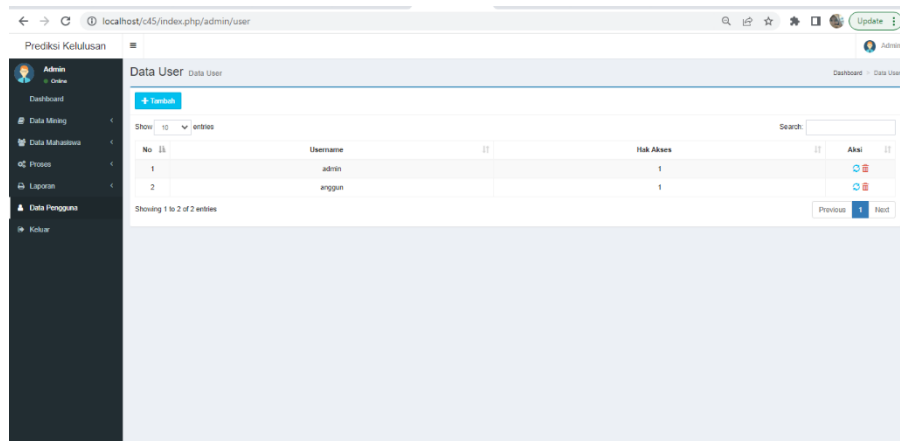 localhost/c45/index.php/admin/user
Update
Prediksi Kelulusan
Admin
Admin
Online
Data User Data User
Dashboard > Data User
Dashboard
+ Tambah
Data Mining
Show 10 entries
Search:
Data Mahasiswa
No Username Hak Akses Aksi
Proses
1 admin 1
Laporan
2 anggun 1
Data Pengguna
Showing 1 to 2 of 2 entries
Previous 1 Next
Keluar